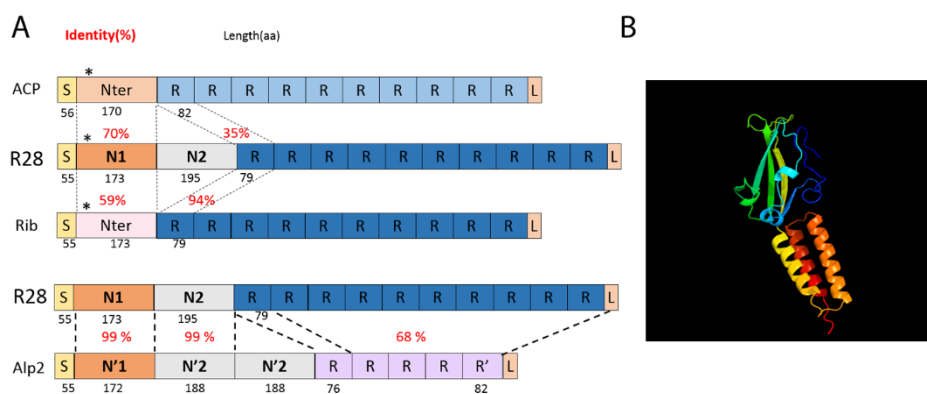 A
B
Identity(%)
Length(aa)
*
ACP S Nter R R R R R R R R R R L
56 170 82
70% 35%
*
R28 S N1 N2 R R R R R R R R R R L
55 173 195 79
59% 94%
*
Rib S Nter R R R R R R R R R R L
55 173 79
R28 S N1 N2 R R R R R R R R R R L
55 173 195 79
99 % 99 % 68 %
Alp2 S N'1 N'2 N'2 R R R R R' L
55 172 188 188 76 82